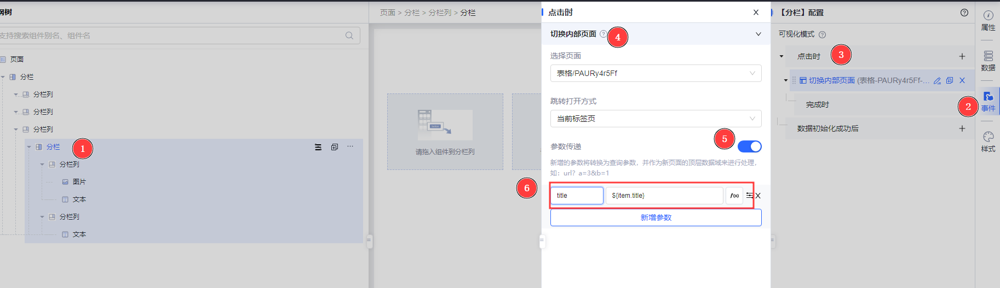 纲树
支持搜索组件别名、组件名
页面
分栏
分栏列
分栏列
分栏列
分栏
1
分栏列
图片
文本
分栏列
文本
页面 > 分栏 > 分栏列 > 分栏
请拖入组件到分栏列
点击时
切换内部页面
4
选择页面
表格/PAURy4r5Ff
跳转打开方式
当前标签页
5
参数传递
新增的参数将转换为查询参数，并作为新页面的顶层数据域来进行处理，
如：url？a=3&b=1
6
title
${item.title}
f(x)
新增参数
【分栏】配置
可视化模式
点击时
3
切换内部页面 (表格-PAURy4r5Ff-...
完成时
数据初始化成功后
属性
数据
2
事件
样式